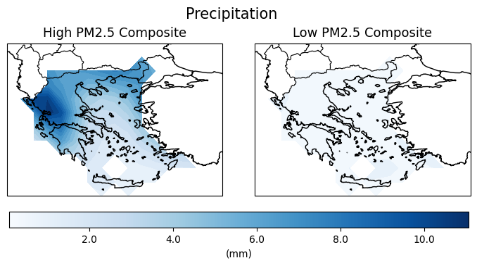 Precipitation
High PM2.5 Composite
Low PM2.5 Composite
2.0 4.0 6.0 8.0 10.0
(mm)